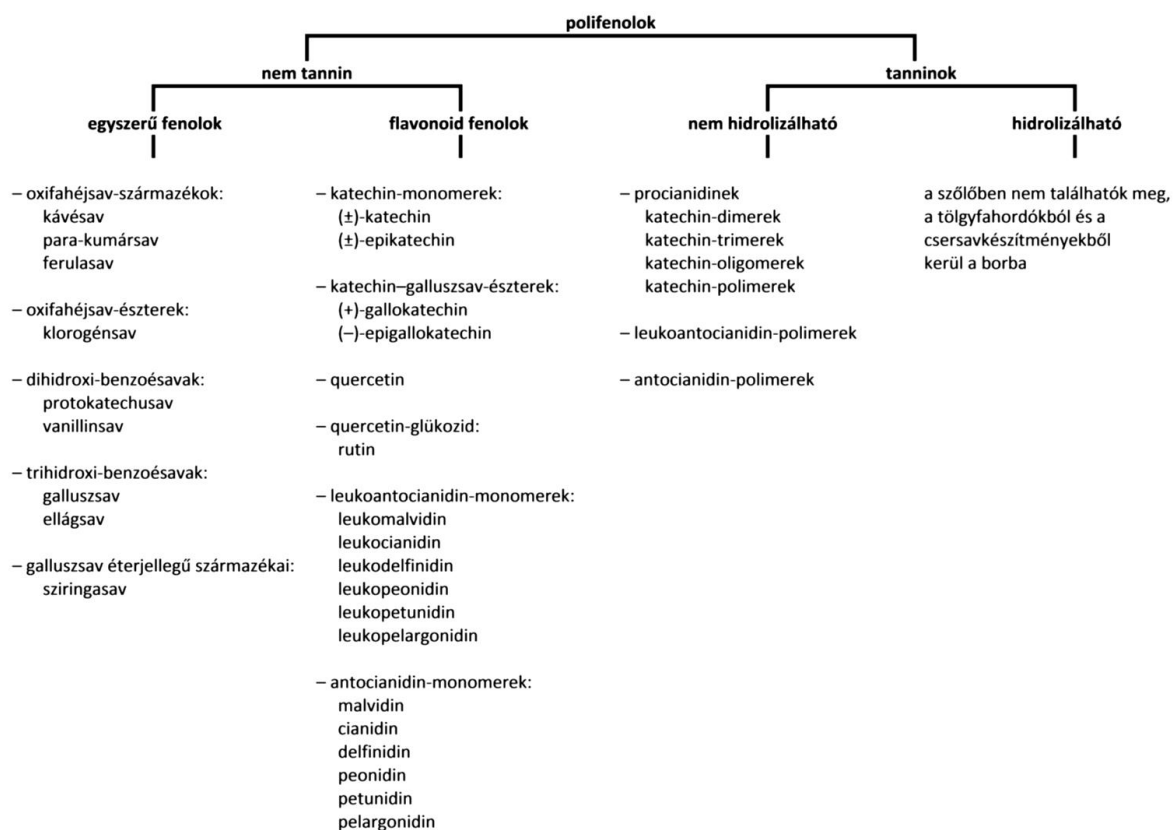 polifenolok
nem tannin
tanninok
egyszerű fenolok
flavonoid fenolok
nem hidrolizálható
hidrolizálható
– oxifahéjsav-származékok:
kávésav
para-kumársav
ferulasav
– oxifahéjsav-észterek:
klorogénsav
– dihidroxi-benzoésavak:
protokatechusav
vanillinsav
– trihidroxi-benzoésavak:
galluszsav
ellágsav
– galluszsav éterjellegű származékai:
sziringasav
– katechin-monomerek:
(±)-katechin
(±)-epikatechin
– katechin–galluszsav-észterek:
(+)-gallokatechin
(–)-epigallokatechin
– quercetin
– quercetin-glükozid:
rutin
– leukoantocianidin-monomerek:
leukomalvidin
leukocianidin
leukodelfinidin
leukopeonidin
leukopetunidin
leukopelargonidin
– antocianidin-monomerek:
malvidin
cianidin
delfinidin
peonidin
petunidin
pelargonidin
– procianidinek
katechin-dimerek
katechin-trimerek
katechin-oligomerek
katechin-polimerek
– leukoantocianidin-polimerek
– antocianidin-polimerek
a szőlőben nem találhatók meg,
a tölgyfahordókból és a
csersavkészítményekből
kerül a borba